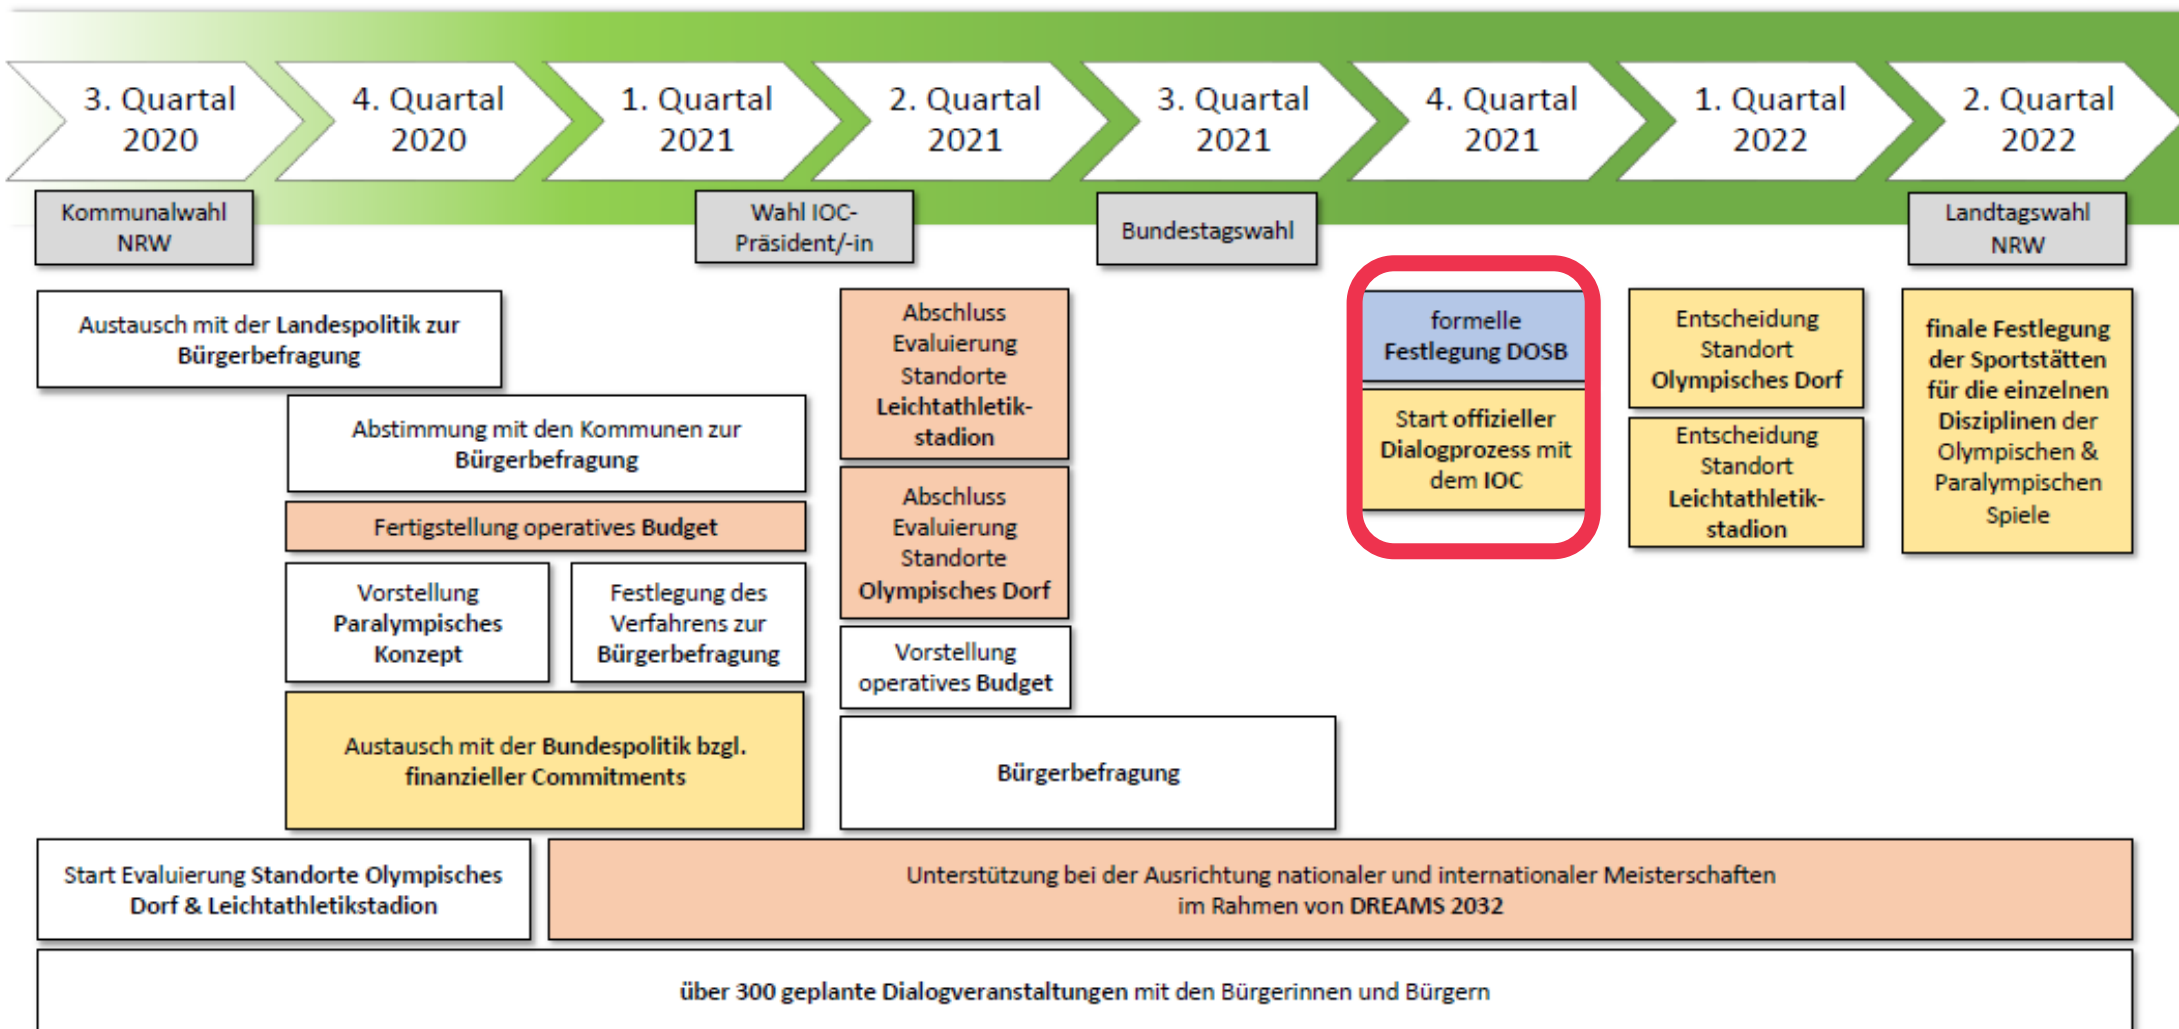 3. Quartal
2020
4. Quartal
2020
1. Quartal
2021
2. Quartal
2021
3. Quartal
2021
4. Quartal
2021
1. Quartal
2022
2. Quartal
2022
Kommunalwahl
NRW
Wahl IOC-
Präsident/-in
Bundestagswahl
Landtagswahl
NRW
Austausch mit der Landespolitik zur
Bürgerbefragung
Abstimmung mit den Kommunen zur
Bürgerbefragung
Fertigstellung operatives Budget
Vorstellung
Paralympisches
Konzept
Festlegung des
Verfahrens zur
Bürgerbefragung
Austausch mit der Bundespolitik bzgl.
finanzieller Commitments
Abschluss
Evaluierung
Standorte
Leichtathletik-
stadion
Abschluss
Evaluierung
Standorte
Olympisches Dorf
Vorstellung
operatives Budget
Bürgerbefragung
formelle
Festlegung DOSB
Start offizieller
Dialogprozess mit
dem IOC
Entscheidung
Standort
Olympisches Dorf
Entscheidung
Standort
Leichtathletik-
stadion
finale Festlegung
der Sportstätten
für die einzelnen
Disziplinen der
Olympischen &
Paralympischen
Spiele
Start Evaluierung Standorte Olympisches
Dorf & Leichtathletikstadion
Unterstützung bei der Ausrichtung nationaler und internationaler Meisterschaften
im Rahmen von DREAMS 2032
über 300 geplante Dialogveranstaltungen mit den Bürgerinnen und Bürgern